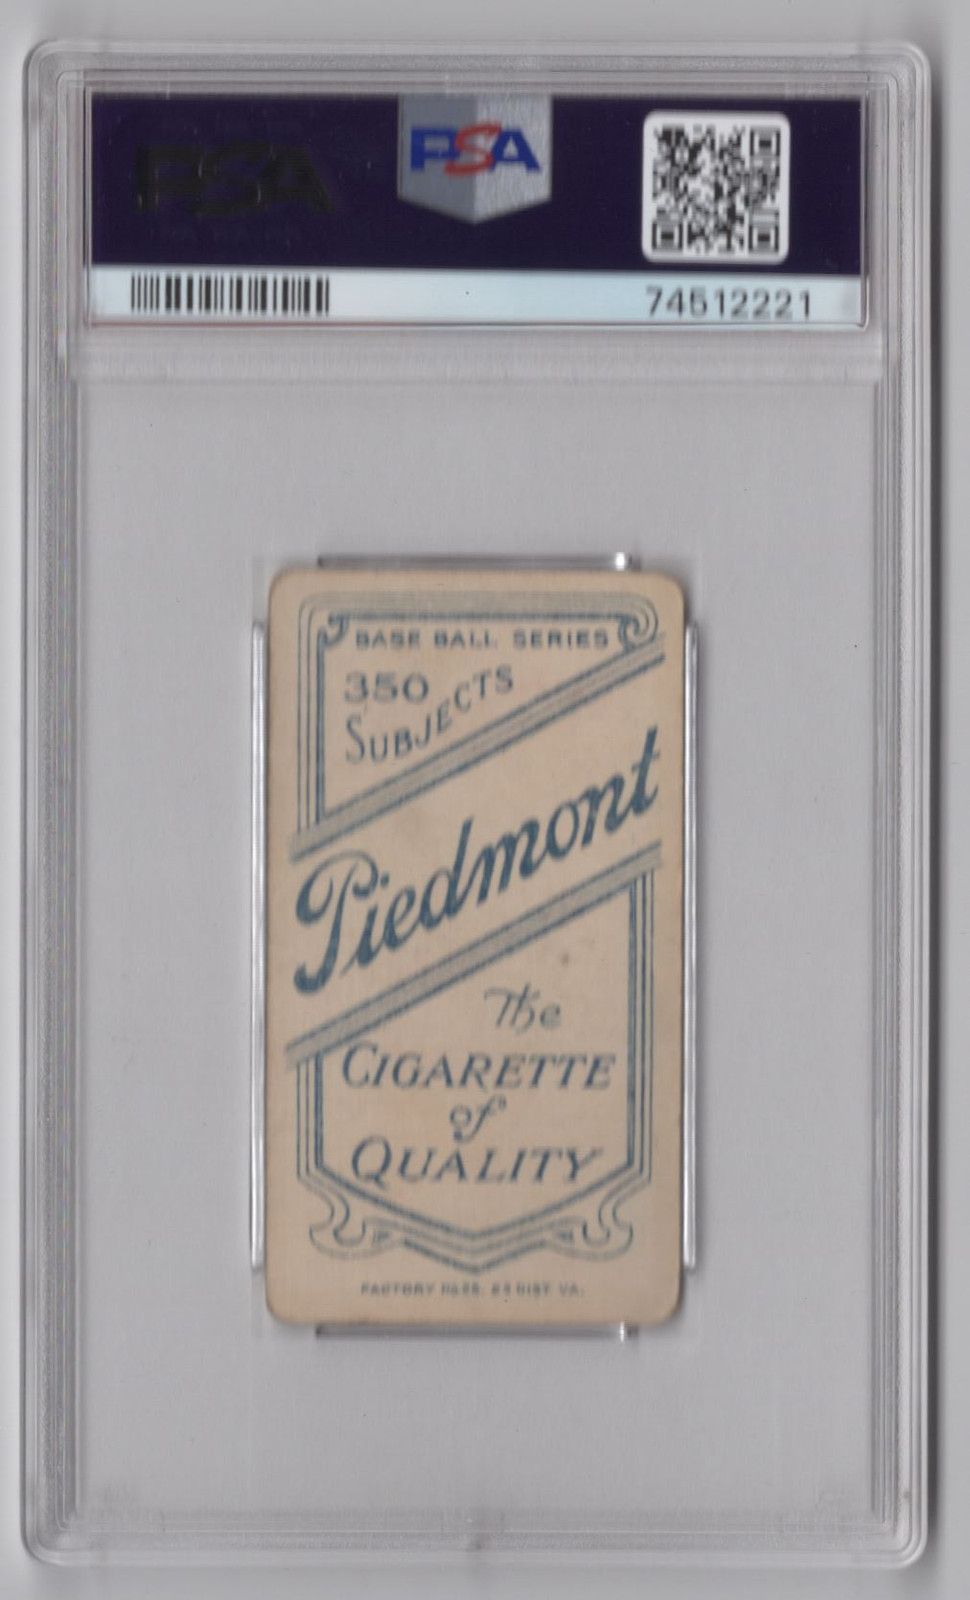 PSA
PSA
74512221
BASE BALL SERIES
350
SUBJECTS
Piedmont
The
CIGARETTE
of
QUALITY
FACTORY No 25. 2D DIST. VA.